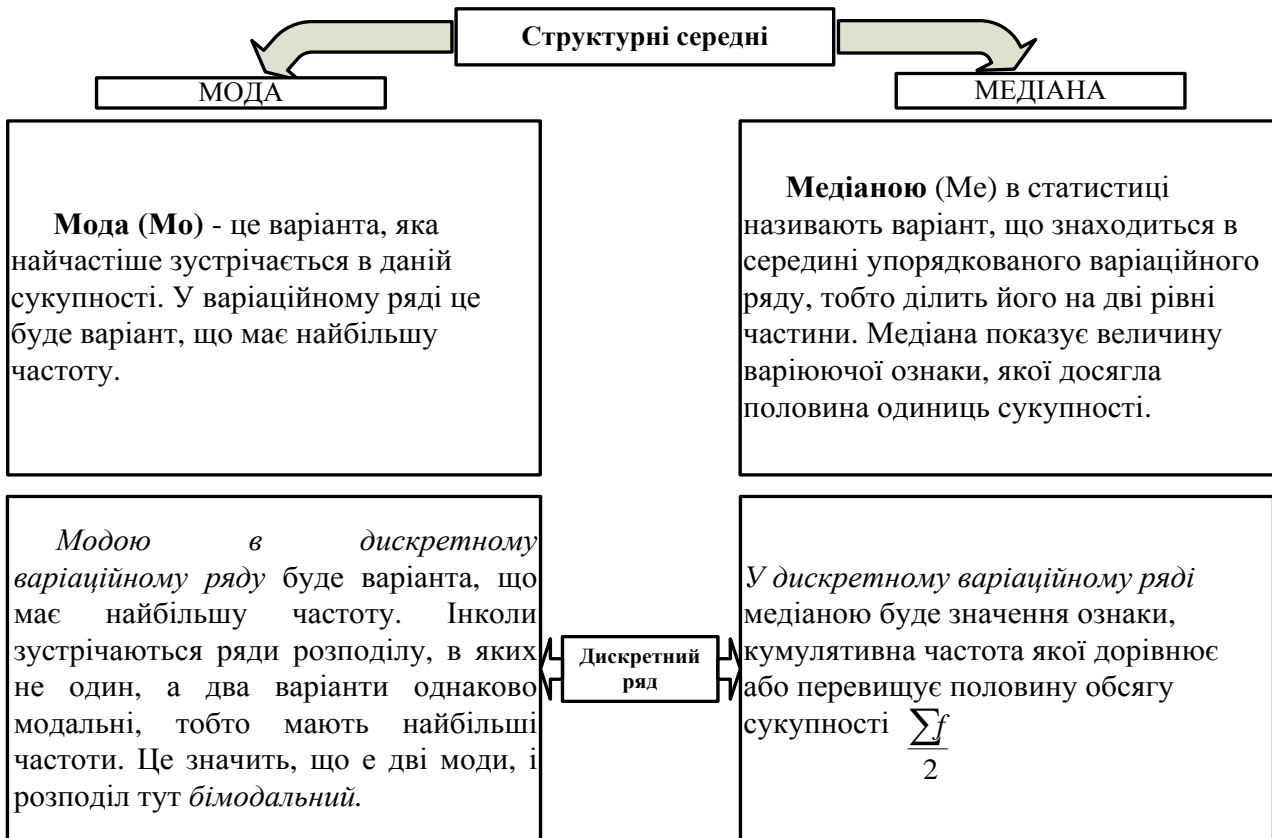 Структурні середні
МОДА
МЕДІАНА
Мода (Мо) - це варіанта, яка
найчастіше зустрічається в даній
сукупності. У варіаційному ряді це
буде варіант, що має найбільшу
частоту.
Медіаною (Ме) в статистиці
називають варіант, що знаходиться в
середині упорядкованого варіаційного
ряду, тобто ділить його на дві рівні
частини. Медіана показує величину
варіюючої ознаки, якої досягла
половина одиниць сукупності.
Модою в дискретному
варіаційному ряду буде варіанта, що
має найбільшу частоту. Інколи
зустрічаються ряди розподілу, в яких
не один, а два варіанти однаково
модальні, тобто мають найбільші
частоти. Це значить, що е дві моди, і
розподіл тут бімодальний.
Дискретний
ряд
У дискретному варіаційному ряді
медіаною буде значення ознаки,
кумулятивна частота якої дорівнює
або перевищує половину обсягу
сукупності ∑f
2